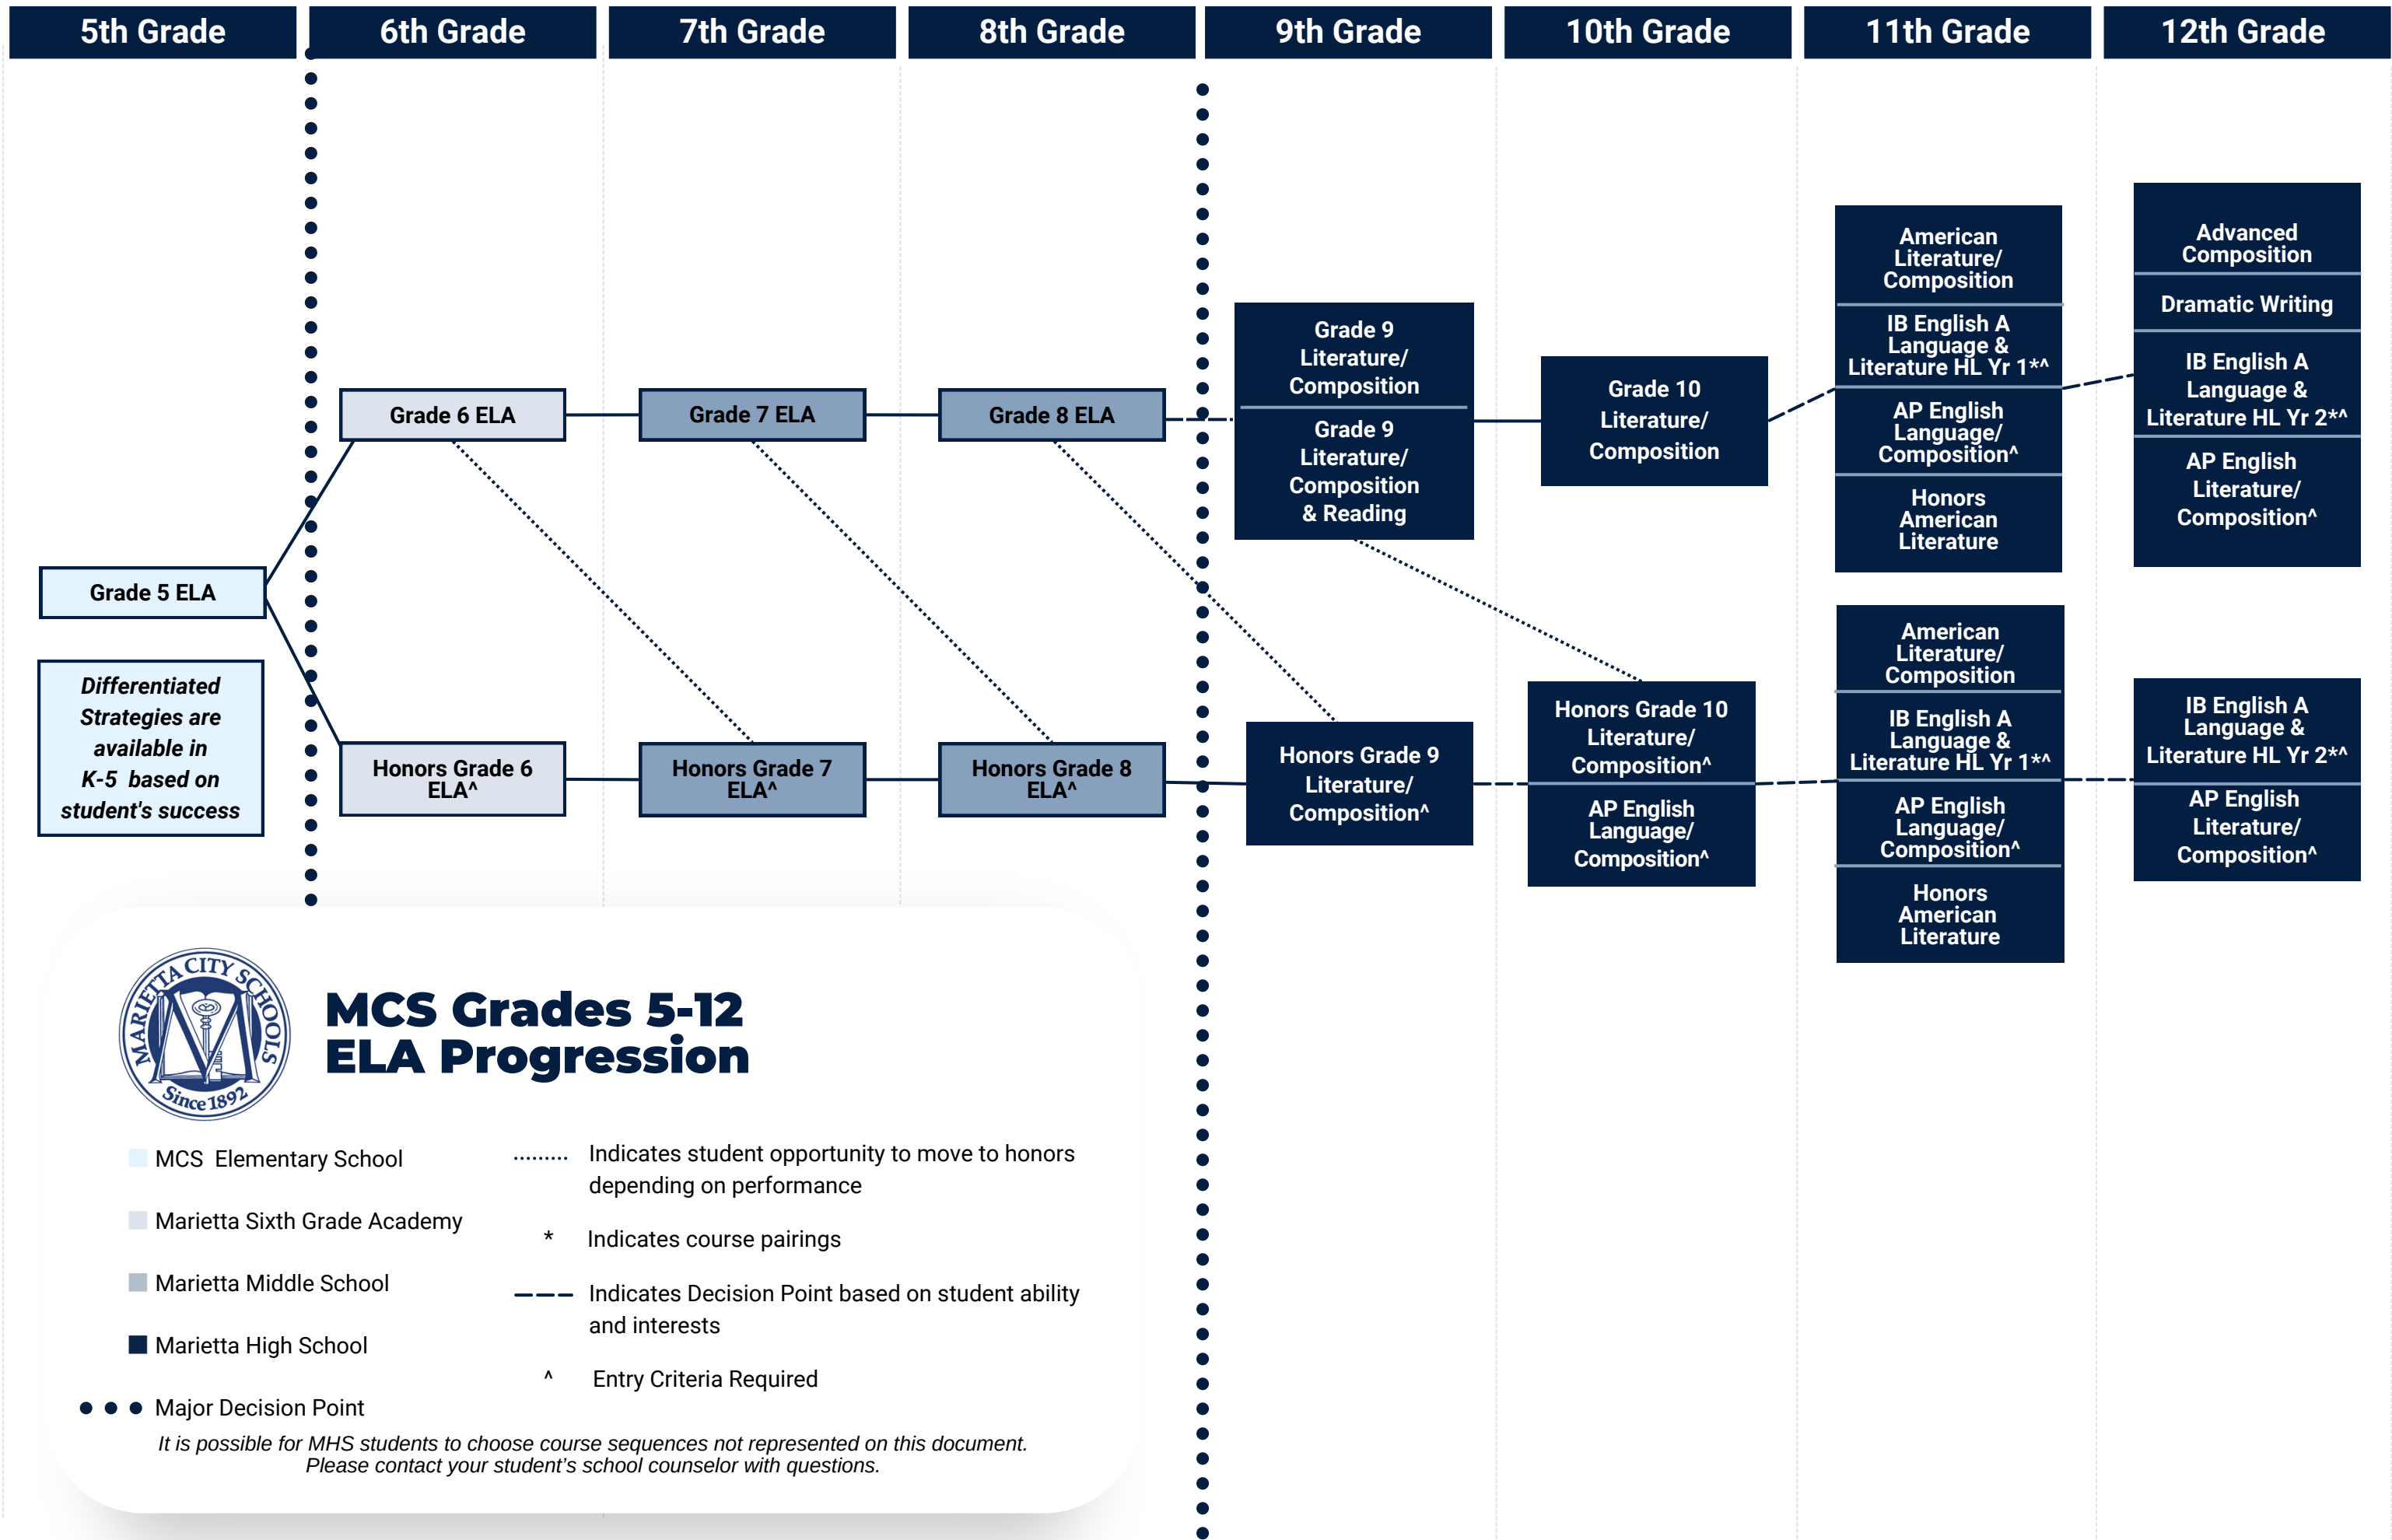 5th Grade
6th Grade
7th Grade
8th Grade
9th Grade
10th Grade
11th Grade
12th Grade
Grade 5 ELA
Differentiated
Strategies are
available in
K-5 based on
student's success
Grade 6 ELA
Honors Grade 6
ELA^
Grade 7 ELA
Honors Grade 7
ELA^
Grade 8 ELA
Honors Grade 8
ELA^
Grade 9
Literature/
Composition
Grade 9
Literature/
Composition
& Reading
Honors Grade 9
Literature/
Composition^
Grade 10
Literature/
Composition
Honors Grade 10
Literature/
Composition^
AP English
Language/
Composition^
American
Literature/
Composition
IB English A
Language &
Literature HL Yr 1*^
AP English
Language/
Composition^
Honors
American
Literature
American
Literature/
Composition
IB English A
Language &
Literature HL Yr 1*^
AP English
Language/
Composition^
Honors
American
Literature
Advanced
Composition
Dramatic Writing
IB English A
Language &
Literature HL Yr 2*^
AP English
Literature/
Composition^
IB English A
Language &
Literature HL Yr 2*^
AP English
Literature/
Composition^
MARIETTA CITY SCHOOLS
Since 1892
MCS Grades 5-12
ELA Progression
MCS Elementary School
Marietta Sixth Grade Academy
Marietta Middle School
Marietta High School
Major Decision Point
Indicates student opportunity to move to honors
depending on performance
* Indicates course pairings
Indicates Decision Point based on student ability
and interests
^ Entry Criteria Required
It is possible for MHS students to choose course sequences not represented on this document.
Please contact your student’s school counselor with questions.